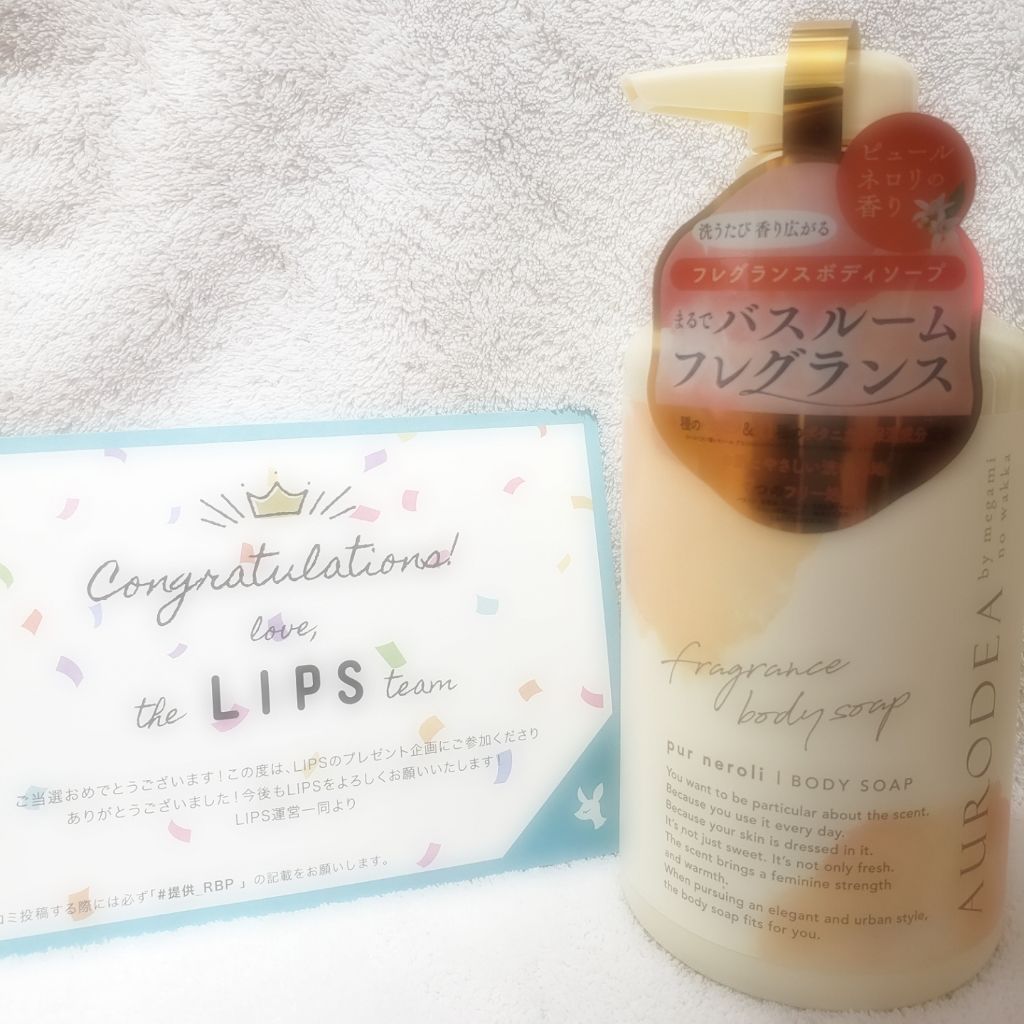 Congratulations!
love,
the LIPS team
ご当選おめでとうございます!この度は、LIPSのプレゼント企画にご参加くださり
ありがとうございました!今後もLIPSをよろしくお願いいたします!
LIPS運営一同より
コミ投稿する際には必ず「#提供_RBP 」の記載をお願いします。
ピュール
ネロリの
香り
洗うたび 香り広がる
フレグランスボディソープ
まるでバスルーム
フレグランス
種の &
fragrance
body soap
pur neroli | BODY SOAP
You want to be particular about the scent.
Because you use it every day.
Because your skin is dressed in it.
It's not just sweet. It's not only fresh.
The scent brings a feminine strength
and warmth.
When pursuing an elegant and urban style,
the body soap fits for you.
AURODEA by megami
no wakka